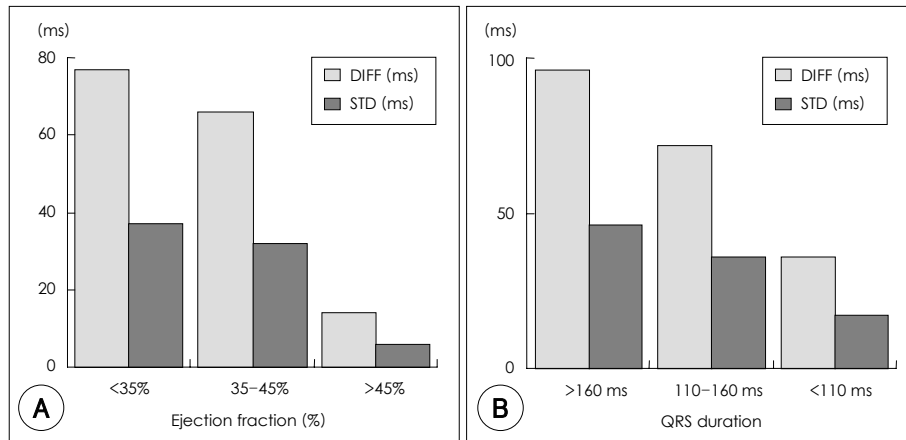 (ms)
80
60
40
20
0
DIFF (ms)
STD (ms)
<35%
35–45%
>45%
Ejection fraction (%)
A
(ms)
100
50
0
DIFF (ms)
STD (ms)
>160 ms
110–160 ms
<110 ms
QRS duration
B